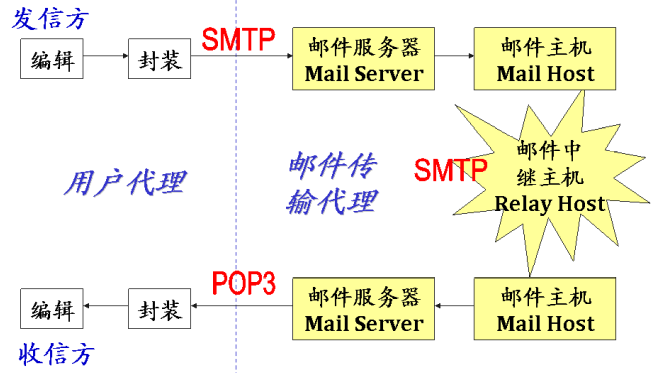 发信方
编辑
封装
SMTP
邮件服务器
Mail Server
邮件主机
Mail Host
用户代理
邮件传
输代理
SMTP
邮件中
继主机
Relay Host
POP3
编辑
封装
邮件服务器
Mail Server
邮件主机
Mail Host
收信方